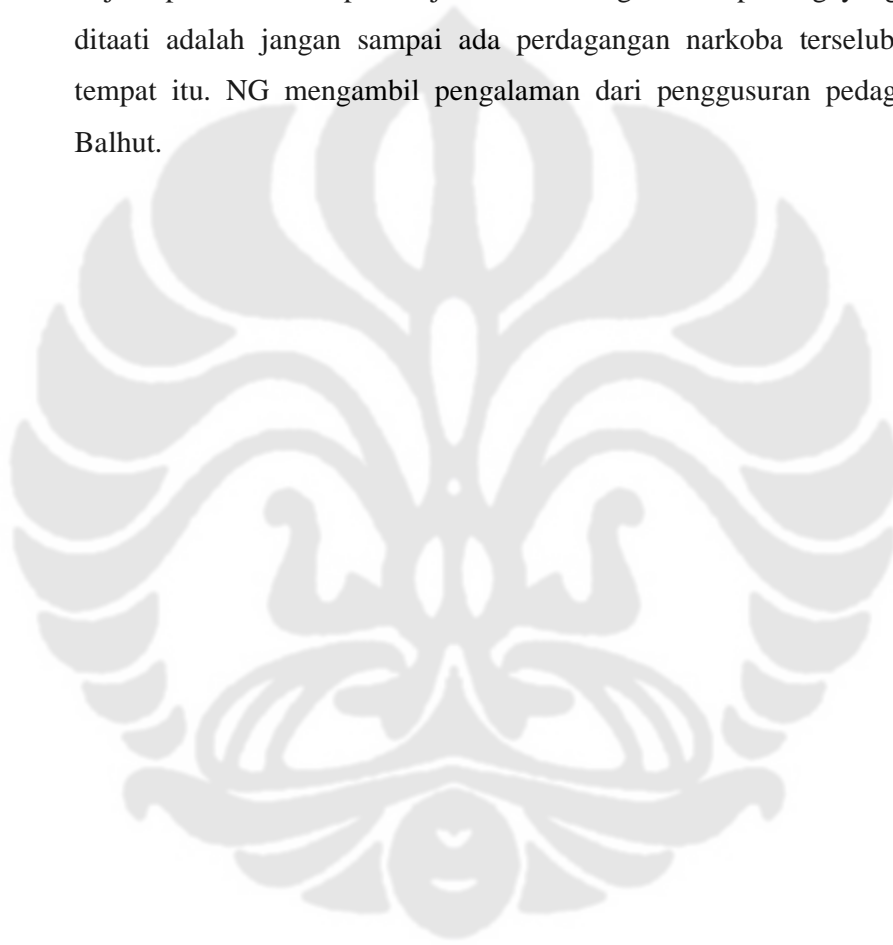 ditaati adalah jangan sampai ada perdagangan narkoba terselub
tempat itu. NG mengambil pengalaman dari penggusuran pedag
Balhut.